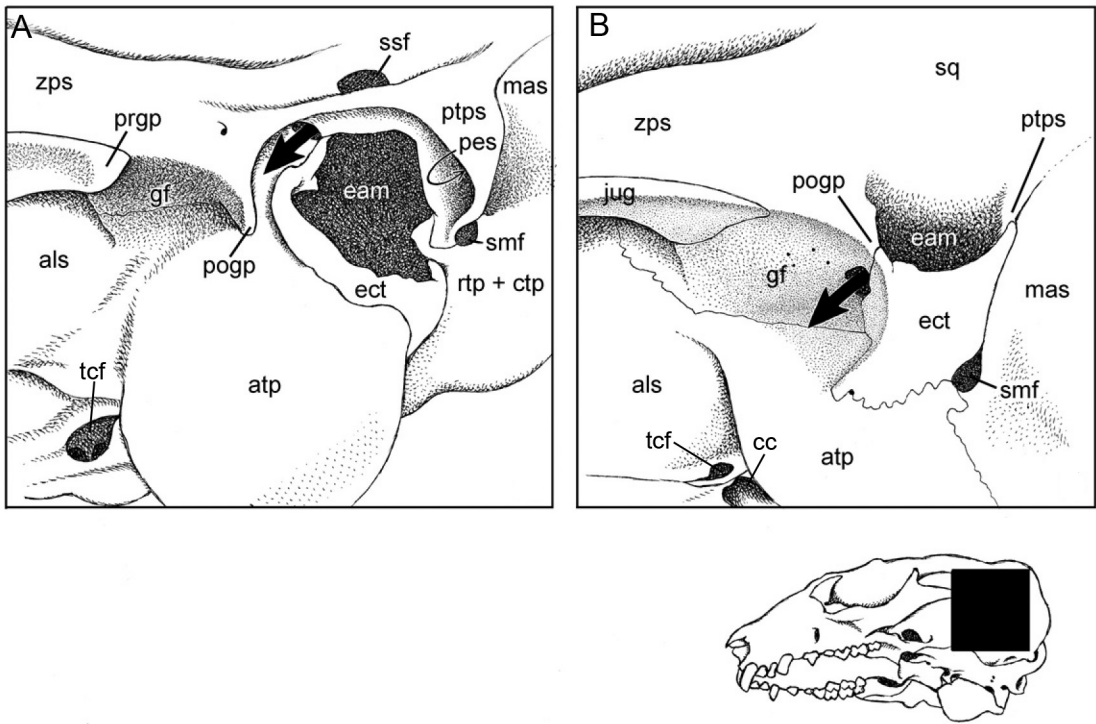 A
ssf
zps
mas
prgp
ptps
pes
gf
eam
smf
pogp
als
rtp + ctp
ect
tcf
atp
B
sq
zps
ptps
pogp
jug
eam
gf
mas
ect
als
smf
tcf
cc
atp